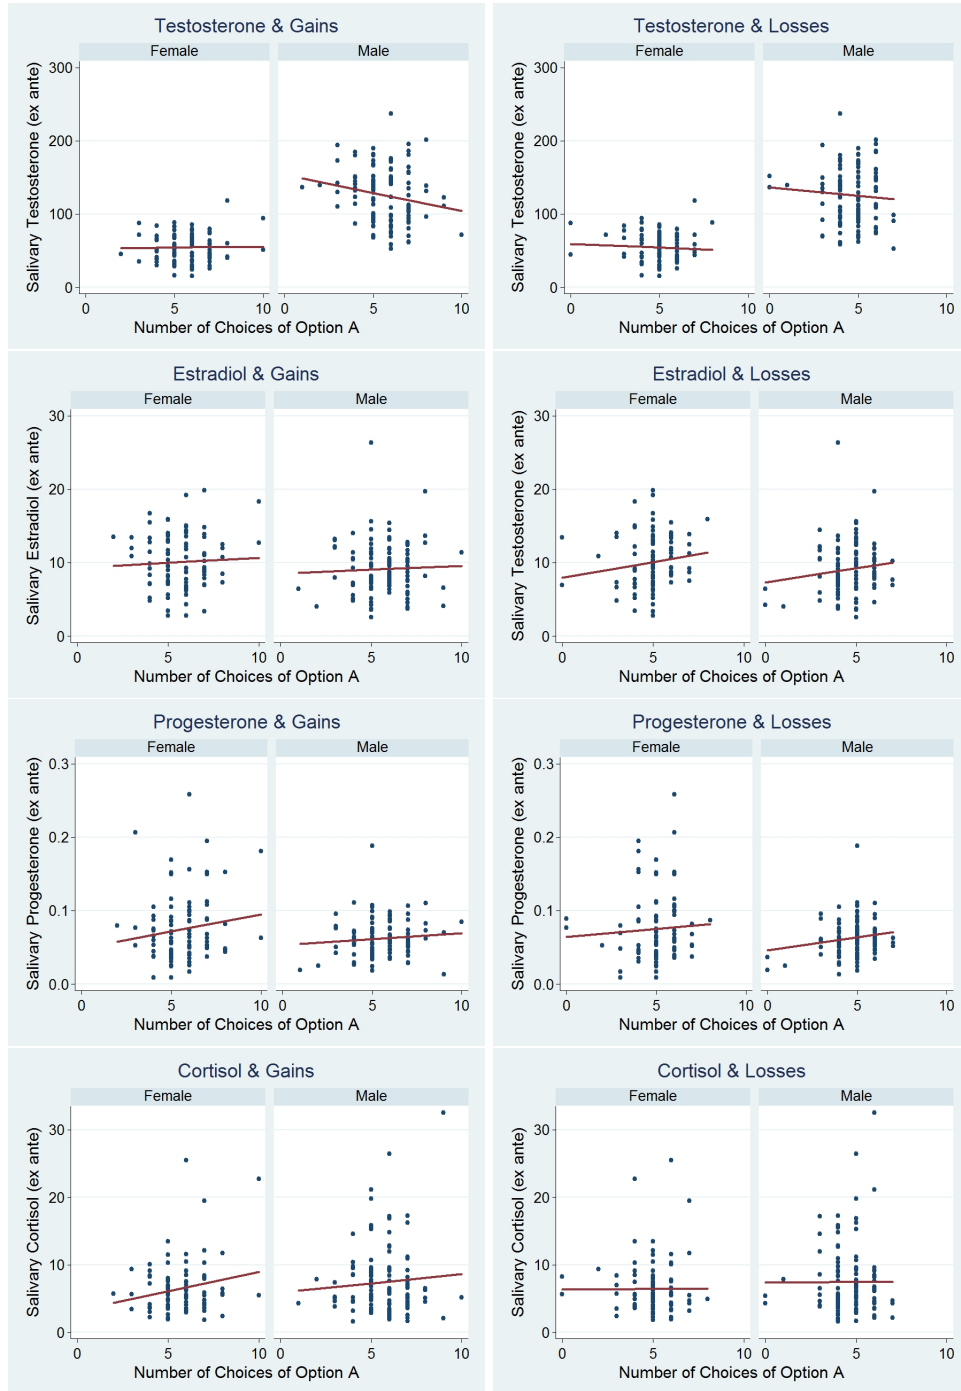 Testosterone & Gains
Female Male
300
200
100
0
Salivary Testosterone (ex ante)
0 5 10 0 5 10
Number of Choices of Option A
Testosterone & Losses
Female Male
300
200
100
0
Salivary Testosterone (ex ante)
0 5 10 0 5 10
Number of Choices of Option A
Estradiol & Gains
Female Male
30
20
10
0
Salivary Estradiol (ex ante)
0 5 10 0 5 10
Number of Choices of Option A
Estradiol & Losses
Female Male
30
20
10
0
Salivary Testosterone (ex ante)
0 5 10 0 5 10
Number of Choices of Option A
Progesterone & Gains
Female Male
0.3
0.2
0.1
0.0
Salivary Progesterone (ex ante)
0 5 10 0 5 10
Number of Choices of Option A
Progesterone & Losses
Female Male
0.3
0.2
0.1
0.0
Salivary Progesterone (ex ante)
0 5 10 0 5 10
Number of Choices of Option A
Cortisol & Gains
Female Male
30
20
10
0
Salivary Cortisol (ex ante)
0 5 10 0 5 10
Number of Choices of Option A
Cortisol & Losses
Female Male
30
20
10
0
Salivary Cortisol (ex ante)
0 5 10 0 5 10
Number of Choices of Option A